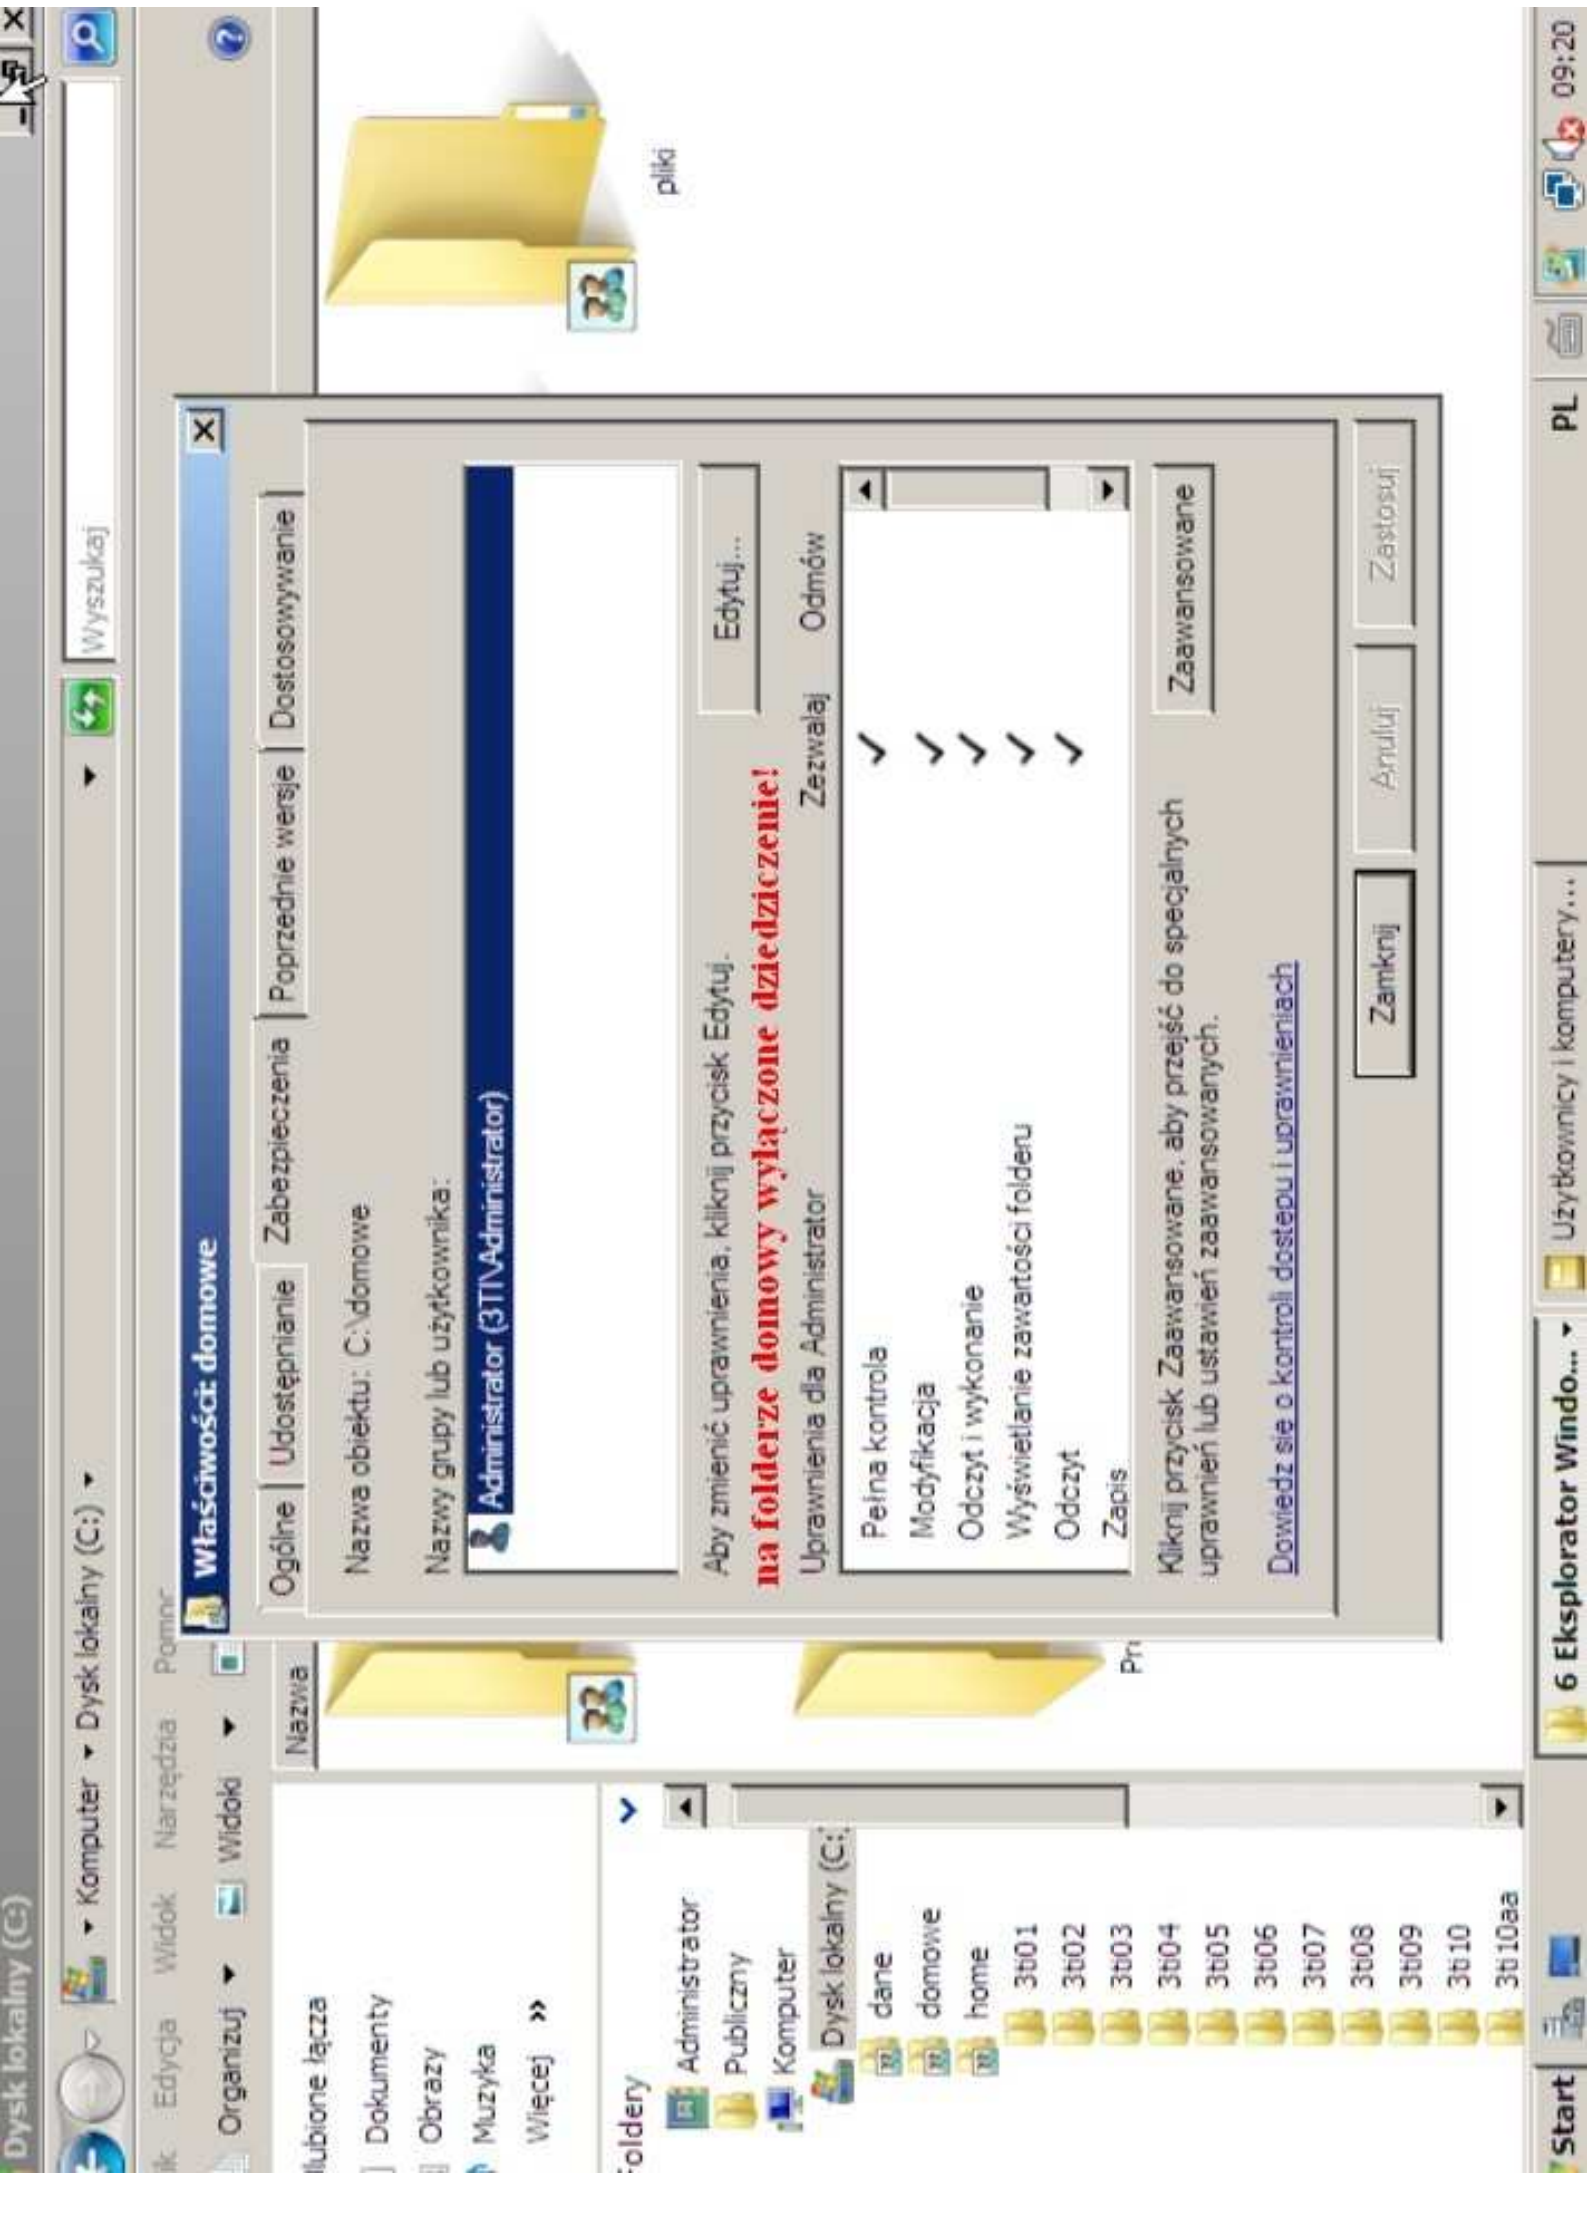 Dysk lokalny (C:)
Komputer
Dysk lokalny (C:)
Wyszukaj
Edycja
Widok
Narzędzia
Organizuj
Widoki
Dokumenty
Obrazy
Muzyka
Więcej »
Administrator
Publiczny
Komputer
Dysk lokalny (C:)
dane
domowe
home
3ti01
3ti02
3ti03
3ti04
3ti05
3ti06
3ti07
3ti08
3ti09
3ti10
3ti10aa
Nazwa
pliki
Właściwości: domowe
Ogólne
Udostępnianie
Zabezpieczenia
Poprzednie wersje
Dostosowywanie
Nazwa obiektu: C:\domowe
Nazwy grupy lub użytkownika:
Administrator (3TI\Administrator)
Aby zmienić uprawnienia, kliknij przycisk Edytuj.
Edytuj...
na folderze domowy wyłączone dziedziczenie!
Uprawnienia dla Administrator
Zezwalaj
Odmów
Pełna kontrola
Modyfikacja
Odczyt i wykonanie
Wyświetlanie zawartości folderu
Odczyt
Zapis
Kliknij przycisk Zaawansowane, aby przejść do specjalnych
uprawnień lub ustawień zaawansowanych.
Zaawansowane
Dowiedz się o kontroli dostępu i uprawnieniach
Zamknij
Anuluj
Zastosuj
Start
6 Eksplorator Windo...
Użytkownicy i komputery...
PL
09:20